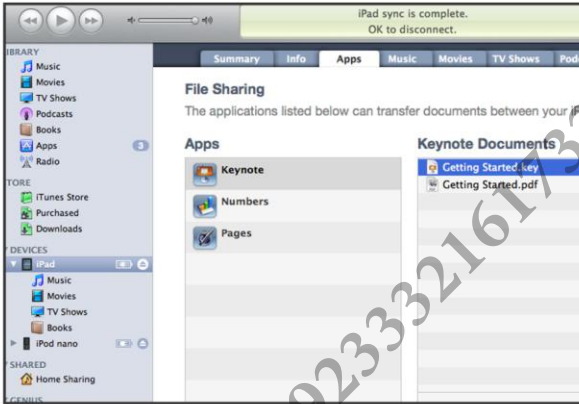 iPad sync is complete.
OK to disconnect.
IBRARY
Music
Movies
TV Shows
Podcasts
Books
Apps 3
Radio
TORE
iTunes Store
Purchased
Downloads
DEVICES
iPad
Music
Movies
TV Shows
Books
iPod nano
SHARED
Home Sharing
GENIUS
Summary Info Apps Music Movies TV Shows Pod
File Sharing
The applications listed below can transfer documents between your iP
Apps
Keynote
Numbers
Pages
Keynote Documents
Getting Started.key
Getting Started.pdf